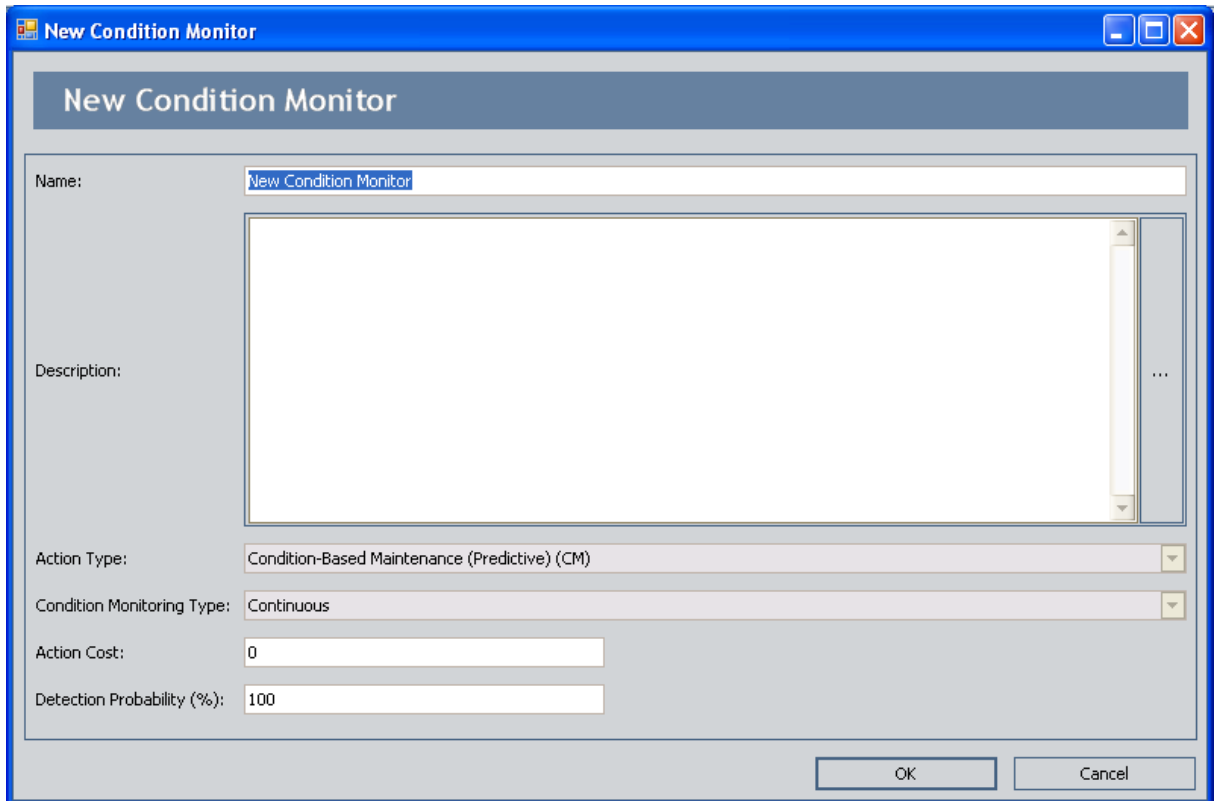 New Condition Monitor
New Condition Monitor
Name: New Condition Monitor
Description: ...
Action Type: Condition-Based Maintenance (Predictive) (CM)
Condition Monitoring Type: Continuous
Action Cost: 0
Detection Probability (%): 100
OK Cancel